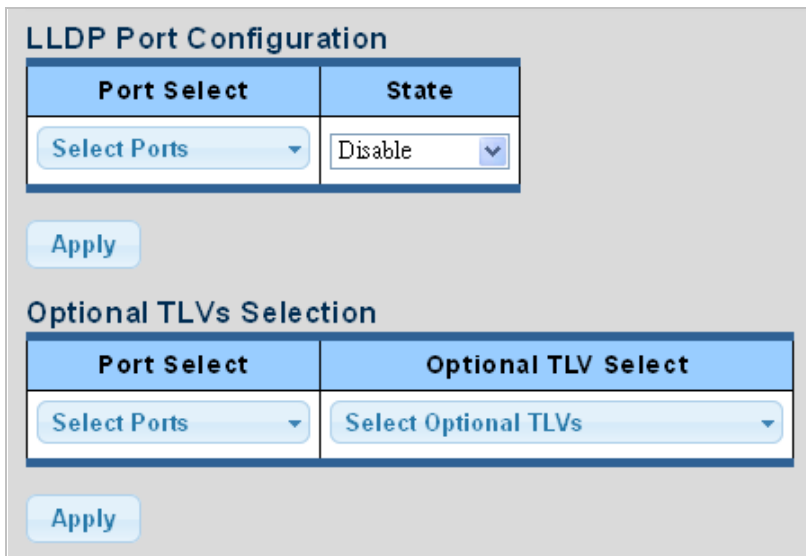 LLDP Port Configuration
Port Select State
Select Ports Disable
Apply
Optional TLVs Selection
Port Select Optional TLV Select
Select Ports Select Optional TLVs
Apply